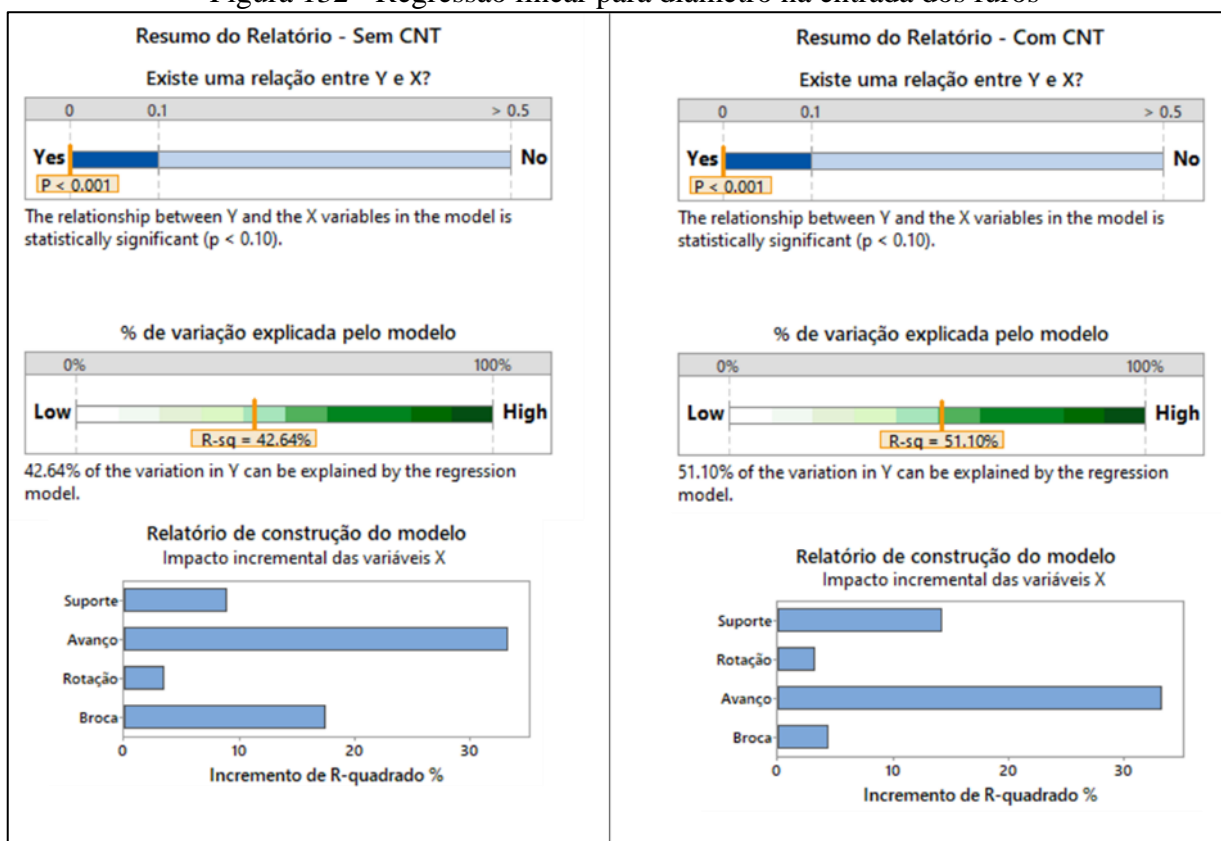 Figura 132 - Regressão linear para diâmetro na entrada dos furos
Resumo do Relatório - Sem CNT
Existe uma relação entre Y e X?
0 0.1 > 0.5
Yes No
P < 0.001
The relationship between Y and the X variables in the model is
statistically significant (p < 0.10).
% de variação explicada pelo modelo
0% 100%
Low High
R-sq = 42.64%
42.64% of the variation in Y can be explained by the regression
model.
Relatório de construção do modelo
Impacto incremental das variáveis X
Suporte
Avanço
Rotação
Broca
0 10 20 30
Incremento de R-quadrado %
Resumo do Relatório - Com CNT
Existe uma relação entre Y e X?
0 0.1 > 0.5
Yes No
P < 0.001
The relationship between Y and the X variables in the model is
statistically significant (p < 0.10).
% de variação explicada pelo modelo
0% 100%
Low High
R-sq = 51.10%
51.10% of the variation in Y can be explained by the regression
model.
Relatório de construção do modelo
Impacto incremental das variáveis X
Suporte
Rotação
Avanço
Broca
0 10 20 30
Incremento de R-quadrado %